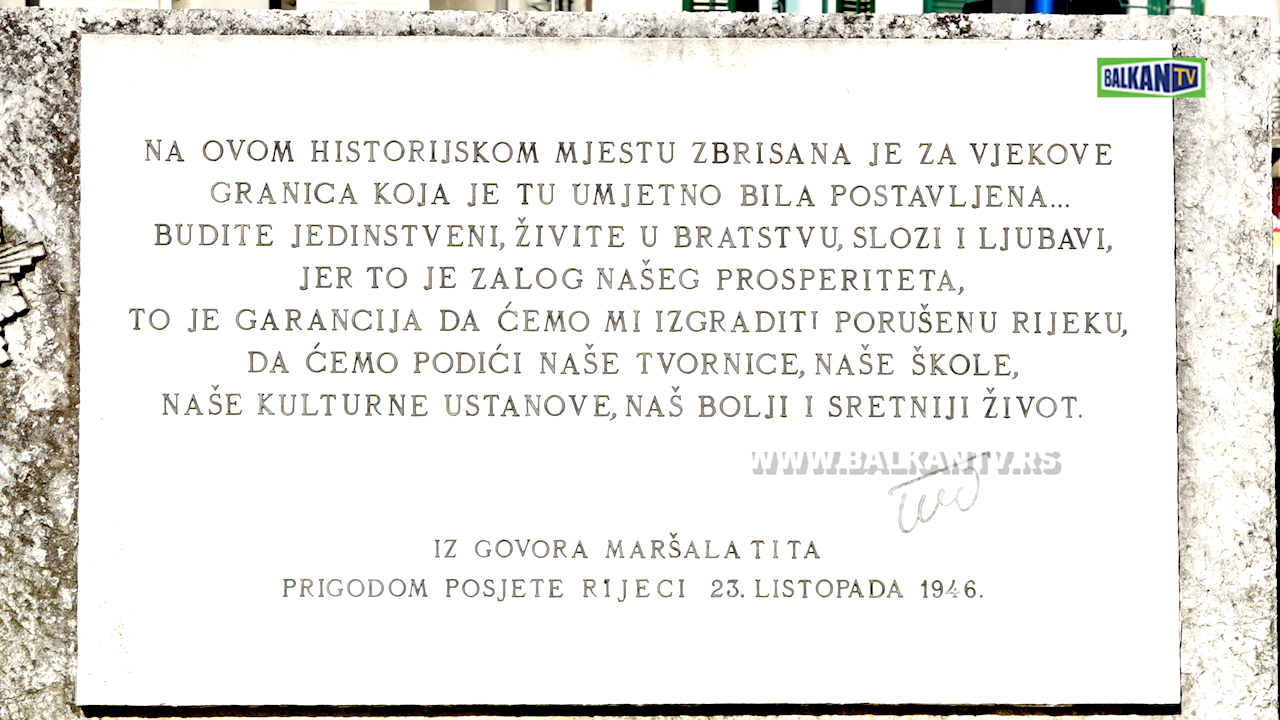 BALKAN TV
NA OVOM HISTORIJSKOM MJESTU ZBRISANA JE ZA VJEKOVE
GRANICA KOJA JE TU UMJETNO BILA POSTAVLJENA...
BUDITE JEDINSTVENI, ŽIVITE U BRATSTVU, SLOZI I LJUBAVI,
JER TO JE ZALOG NAŠEG PROSPERITETA,
TO JE GARANCIJA DA ĆEMO MI IZGRADITI PORUŠENU RIJEKU,
DA ĆEMO PODIĆI NAŠE TVORNICE, NAŠE ŠKOLE,
NAŠE KULTURNE USTANOVE, NAŠ BOLJI I SRETNIJI ŽIVOT.
WWW.BALKANTV.RS
Tito
IZ GOVORA MARŠALA TITA
PRIGODOM POSJETE RIJECI 23. LISTOPADA 1946.